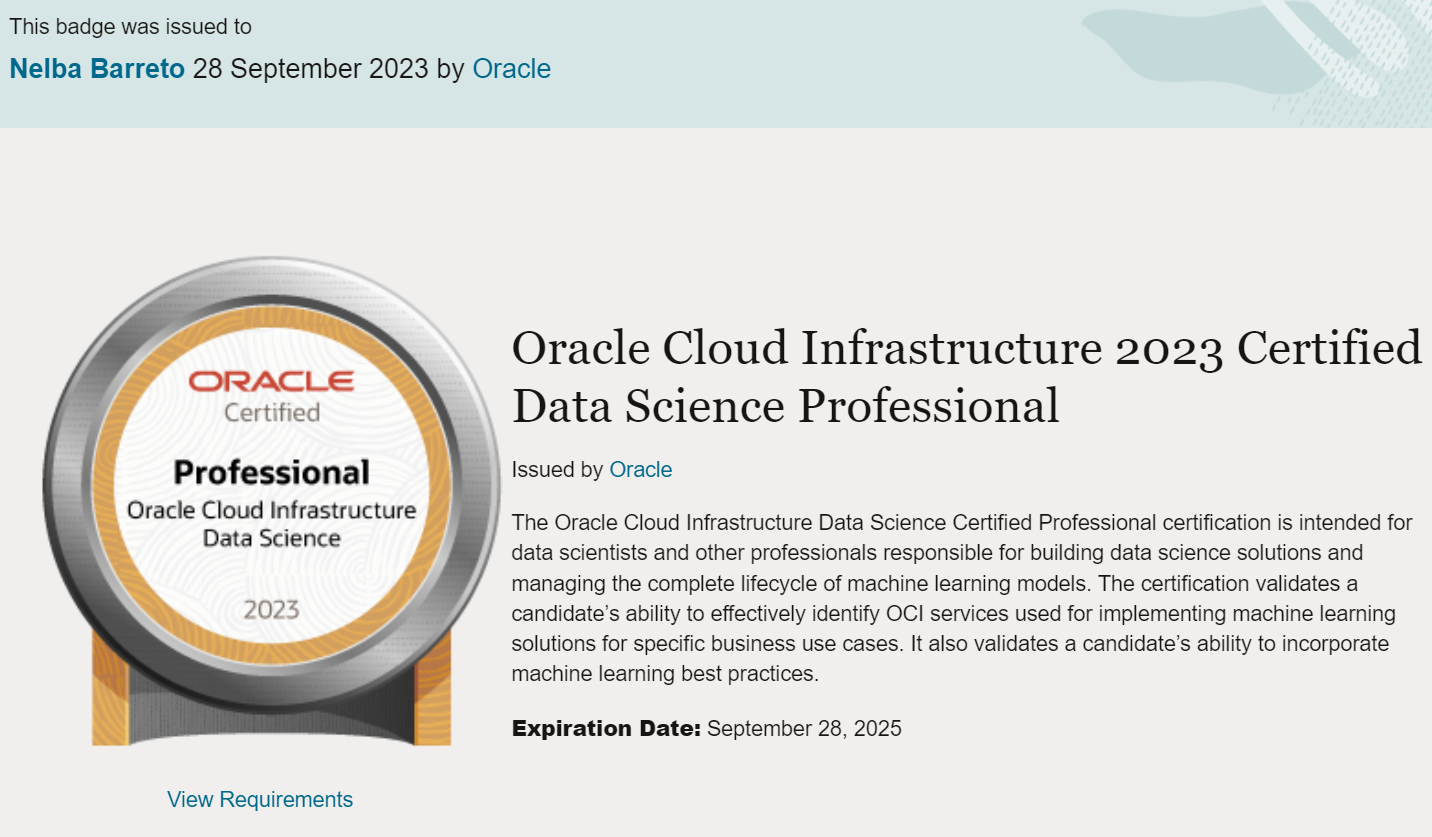 This badge was issued to
Nelba Barreto 28 September 2023 by Oracle
ORACLE
Certified
Professional
Oracle Cloud Infrastructure
Data Science
2023
View Requirements
Oracle Cloud Infrastructure 2023 Certified
Data Science Professional
Issued by Oracle
The Oracle Cloud Infrastructure Data Science Certified Professional certification is intended for
data scientists and other professionals responsible for building data science solutions and
managing the complete lifecycle of machine learning models. The certification validates a
candidate’s ability to effectively identify OCI services used for implementing machine learning
solutions for specific business use cases. It also validates a candidate’s ability to incorporate
machine learning best practices.
Expiration Date: September 28, 2025